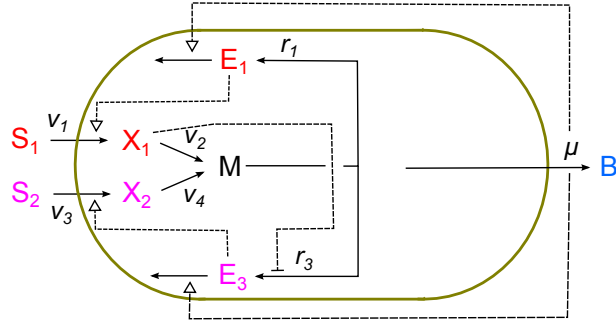 E₁ r₁
v₁ μ
S₁ X₁ v₂
M B
S₂ X₂ v₄
v₃
E₃ r₃